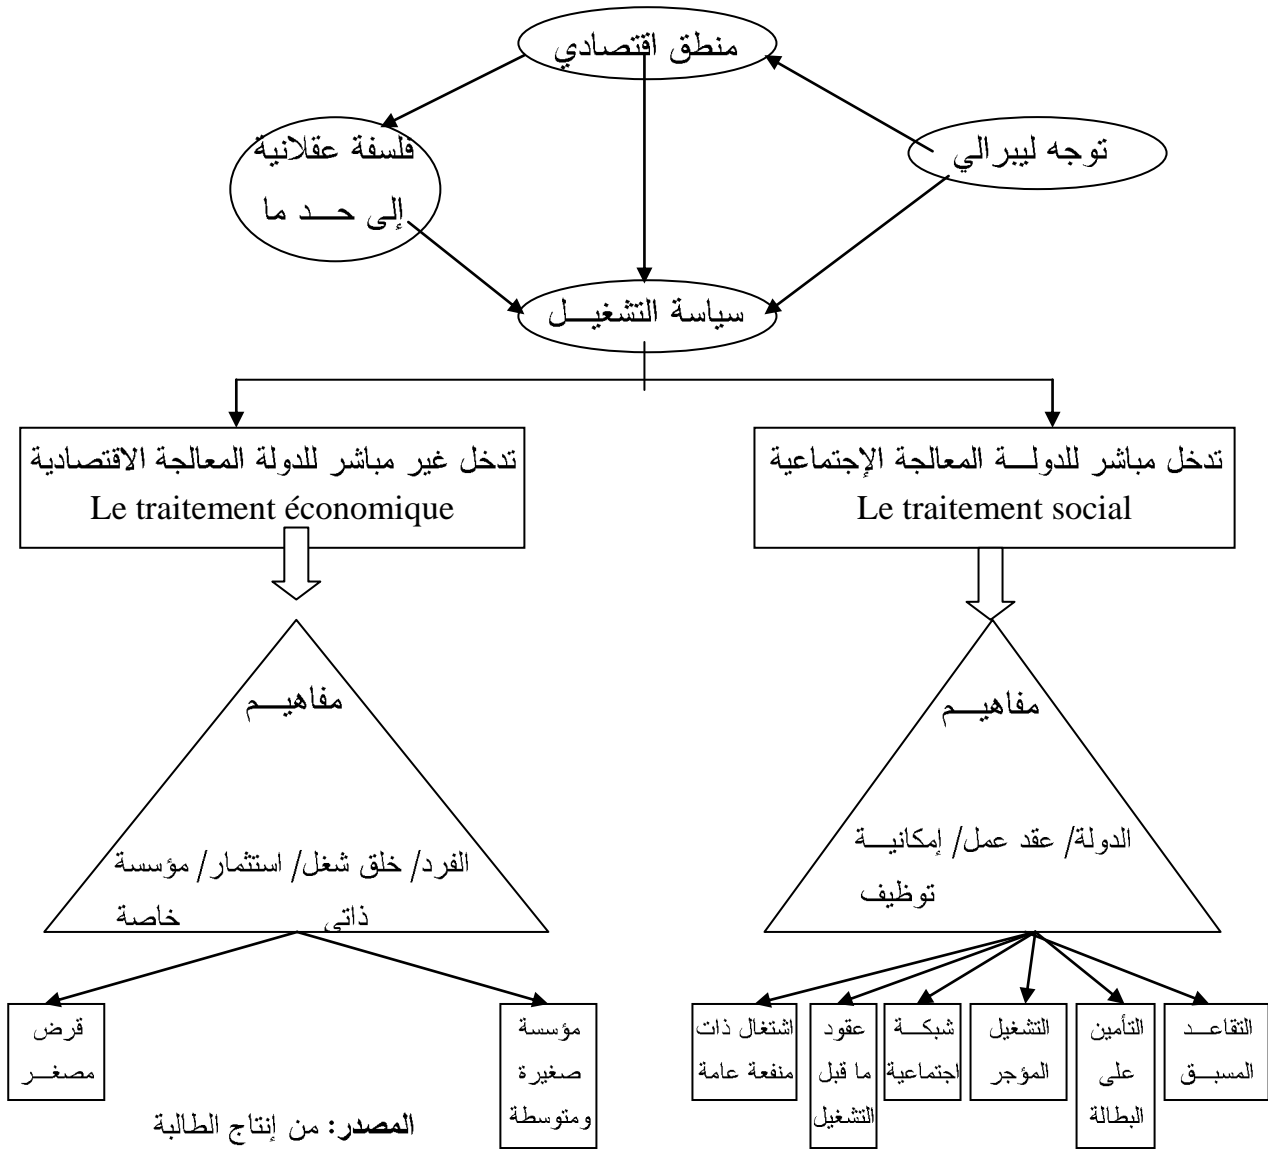 منطق اقتصادي
توجه ليبرالي
فلسفة عقلانية
إلى حـــد ما
سياسة التشغيـــل
تدخل مباشر للدولـــة المعالجة الإجتماعية
Le traitement social
تدخل غير مباشر للدولة المعالجة الاقتصادية
Le traitement économique
مفاهيـــم
الدولة/ عقد عمل/ إمكانيـــة
توظيف
مفاهيـــم
الفرد/ خلق شغل/ استثمار/ مؤسسة
ذاتي خاصة
التقاعـــد
المسبـــق
التأمين
على
البطالة
التشغيل
المؤجر
شبكـــة
اجتماعية
عقود
ما قبل
التشغيل
اشتغال ذات
منفعة عامة
مؤسسة
صغيرة
ومتوسطة
قرض
مصغـــر
المصدر: من إنتاج الطالبة